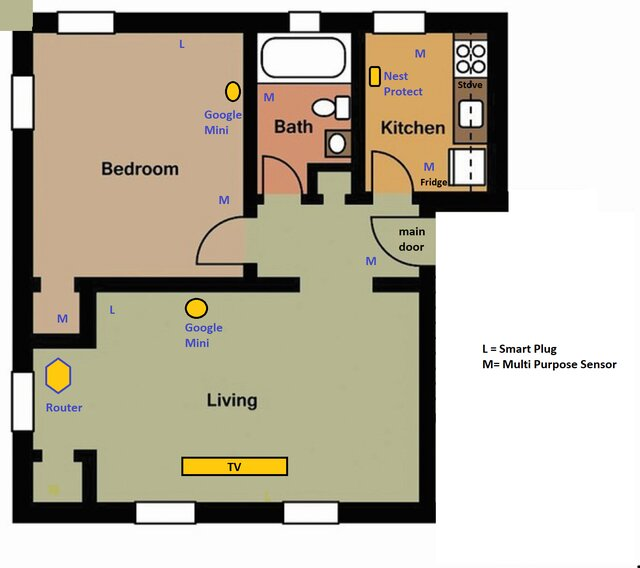 L
M
Nest
Protect
Stove
Google
Mini
M
Bath
Kitchen
Bedroom
M
Fridge
M
main
door
M
M
L
Google
Mini
L = Smart Plug
M= Multi Purpose Sensor
Router
Living
TV
L